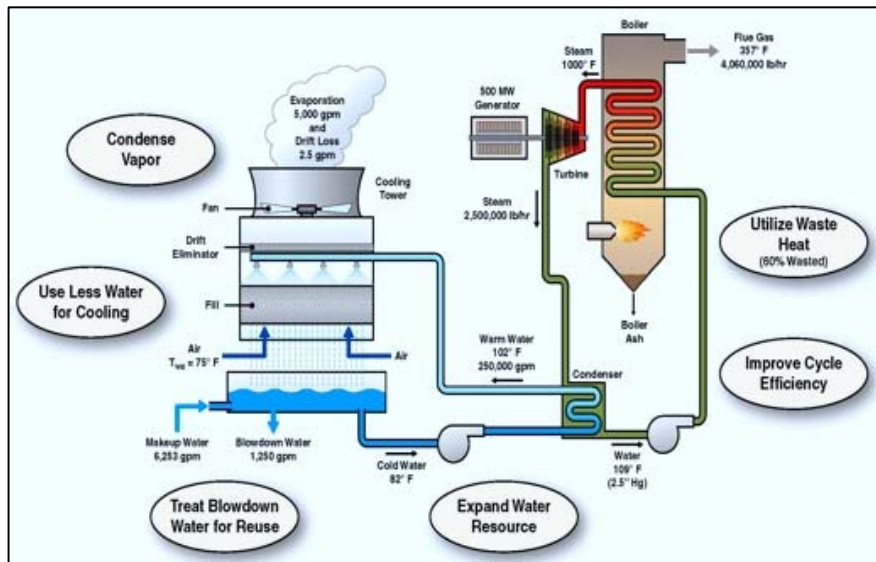 Boiler
Flue Gas
357° F
4,060,000 lb/hr
Steam
1000° F
500 MW
Generator
Turbine
Evaporation
5,000 gpm
and
Drift Loss
2.5 gpm
Condense
Vapor
Cooling
Tower
Fan
Steam
2,500,000 lb/hr
Drift
Eliminator
Utilize Waste
Heat
(60% Wasted)
Use Less Water
for Cooling
Fill
Boiler
Ash
Air
TWB = 75° F
Air
Warm Water
102° F
250,000 gpm
Condenser
Improve Cycle
Efficiency
Makeup Water
6,253 gpm
Blowdown Water
1,250 gpm
Cold Water
82° F
Water
109° F
(2.5" Hg)
Treat Blowdown
Water for Reuse
Expand Water
Resource